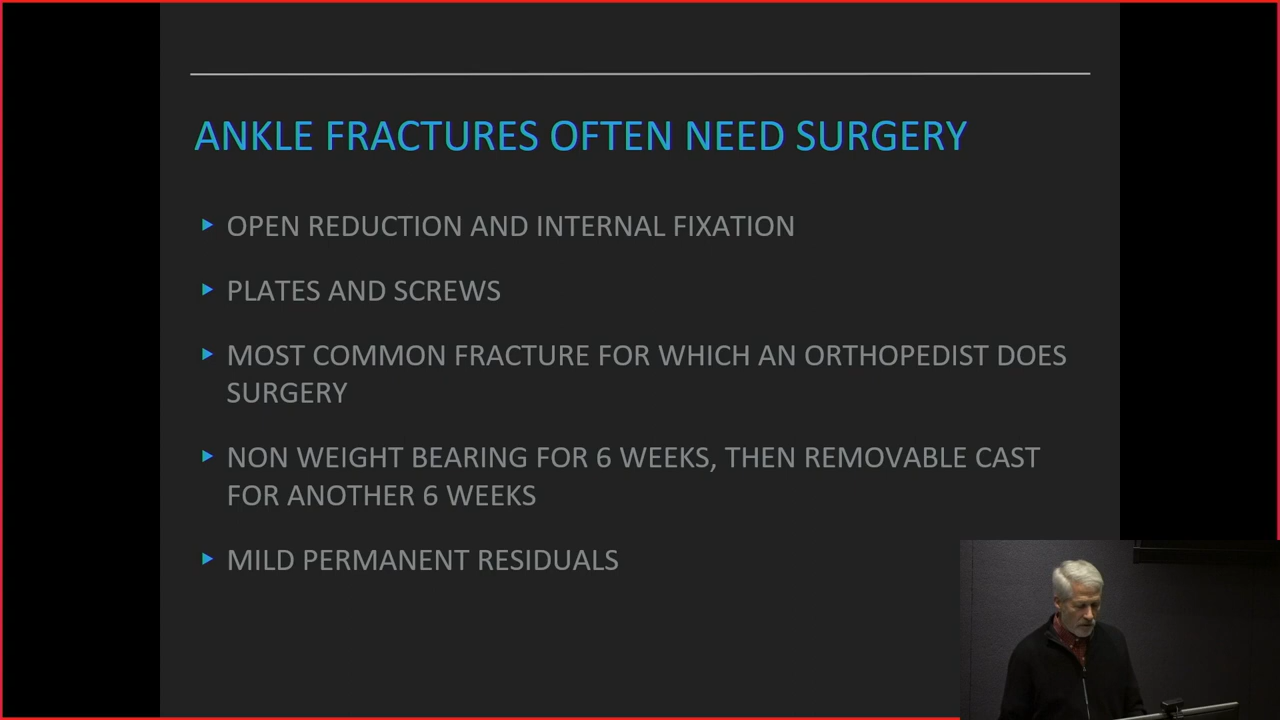 ANKLE FRACTURES OFTEN NEED SURGERY
OPEN REDUCTION AND INTERNAL FIXATION
PLATES AND SCREWS
MOST COMMON FRACTURE FOR WHICH AN ORTHOPEDIST DOES
SURGERY
NON WEIGHT BEARING FOR 6 WEEKS, THEN REMOVABLE CAST
FOR ANOTHER 6 WEEKS
MILD PERMANENT RESIDUALS